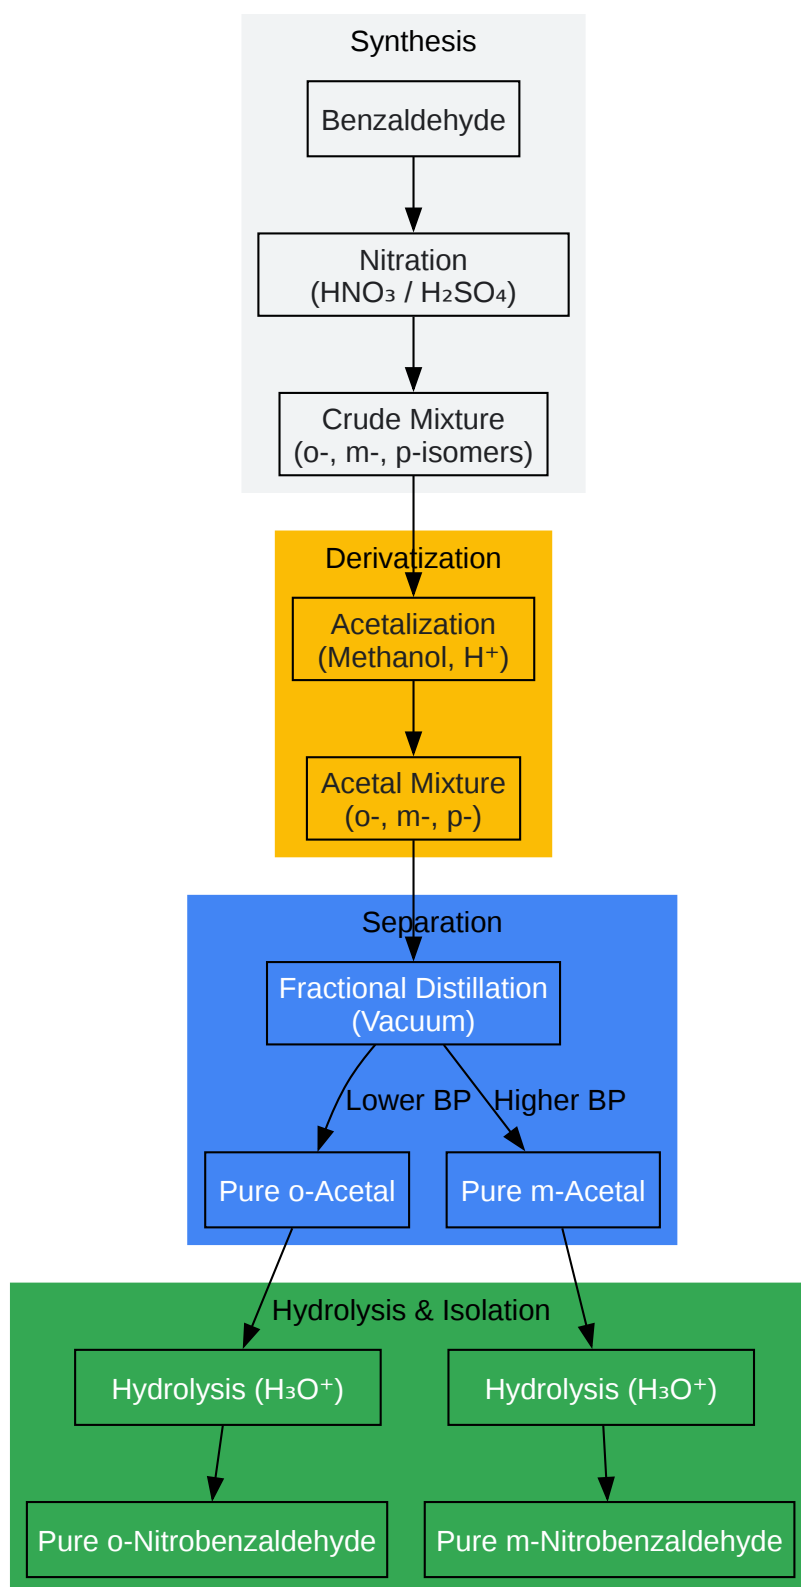 Synthesis
Benzaldehyde
Nitration
(HNO₃ / H₂SO₄)
Crude Mixture
(o-, m-, p-isomers)
Derivatization
Acetalization
(Methanol, H⁺)
Acetal Mixture
(o-, m-, p-)
Separation
Fractional Distillation
(Vacuum)
Lower BP
Higher BP
Pure o-Acetal
Pure m-Acetal
Hydrolysis & Isolation
Hydrolysis (H₃O⁺)
Hydrolysis (H₃O⁺)
Pure o-Nitrobenzaldehyde
Pure m-Nitrobenzaldehyde